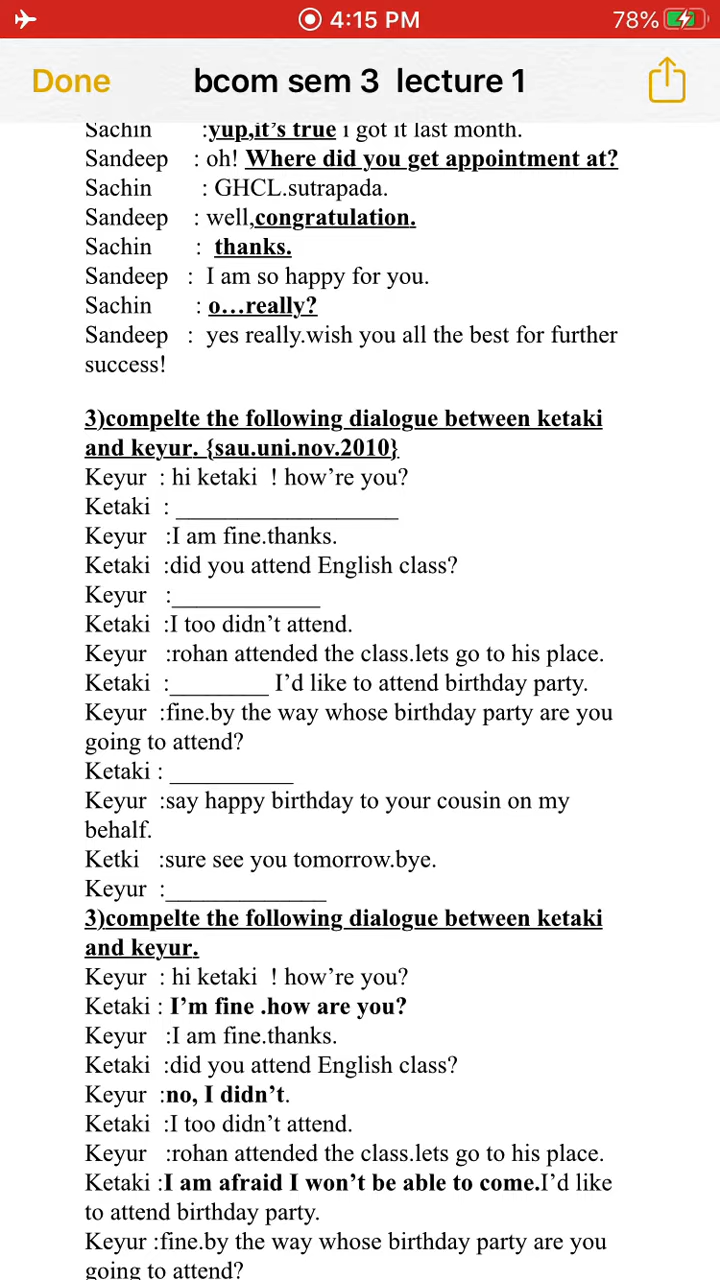 4:15 PM
78%
Done
bcom sem 3 lecture 1
Sachin :yup,it's true i got it last month.
Sandeep : oh! Where did you get appointment at?
Sachin : GHCL.sutrapada.
Sandeep : well,congratulation.
Sachin : thanks.
Sandeep : I am so happy for you.
Sachin : o…really?
Sandeep : yes really.wish you all the best for further
success!
3)compelte the following dialogue between ketaki
and keyur. {sau.uni.nov.2010}
Keyur : hi ketaki ! how're you?
Ketaki : __________________
Keyur :I am fine.thanks.
Ketaki :did you attend English class?
Keyur :____________
Ketaki :I too didn't attend.
Keyur :rohan attended the class.lets go to his place.
Ketaki :________ I'd like to attend birthday party.
Keyur :fine.by the way whose birthday party are you
going to attend?
Ketaki : __________
Keyur :say happy birthday to your cousin on my
behalf.
Ketki :sure see you tomorrow.bye.
Keyur :_____________
3)compelte the following dialogue between ketaki
and keyur.
Keyur : hi ketaki ! how're you?
Ketaki : I'm fine .how are you?
Keyur :I am fine.thanks.
Ketaki :did you attend English class?
Keyur :no, I didn't.
Ketaki :I too didn't attend.
Keyur :rohan attended the class.lets go to his place.
Ketaki :I am afraid I won't be able to come.I'd like
to attend birthday party.
Keyur :fine.by the way whose birthday party are you
going to attend?